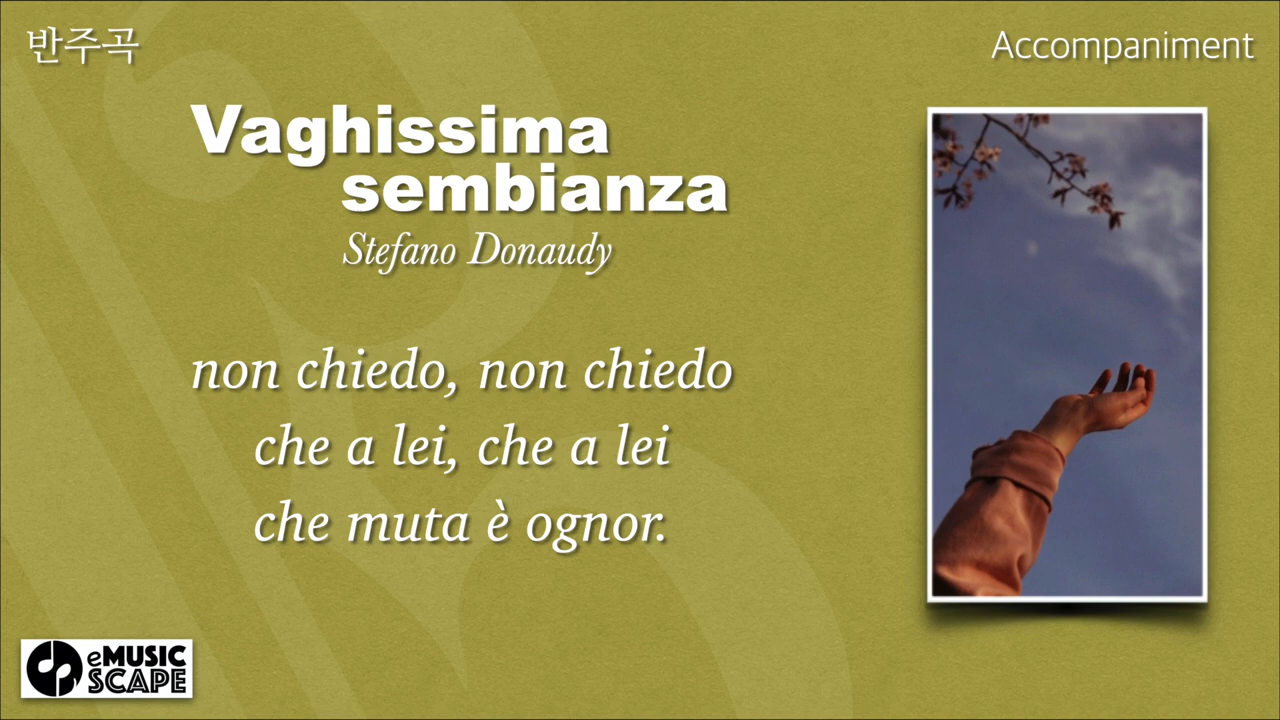 반주곡
Accompaniment
Vaghissima
sembianza
Stefano Donaudy
non chiedo, non chiedo
che a lei, che a lei
che muta è ognor.
eMUSIC
SCAPE